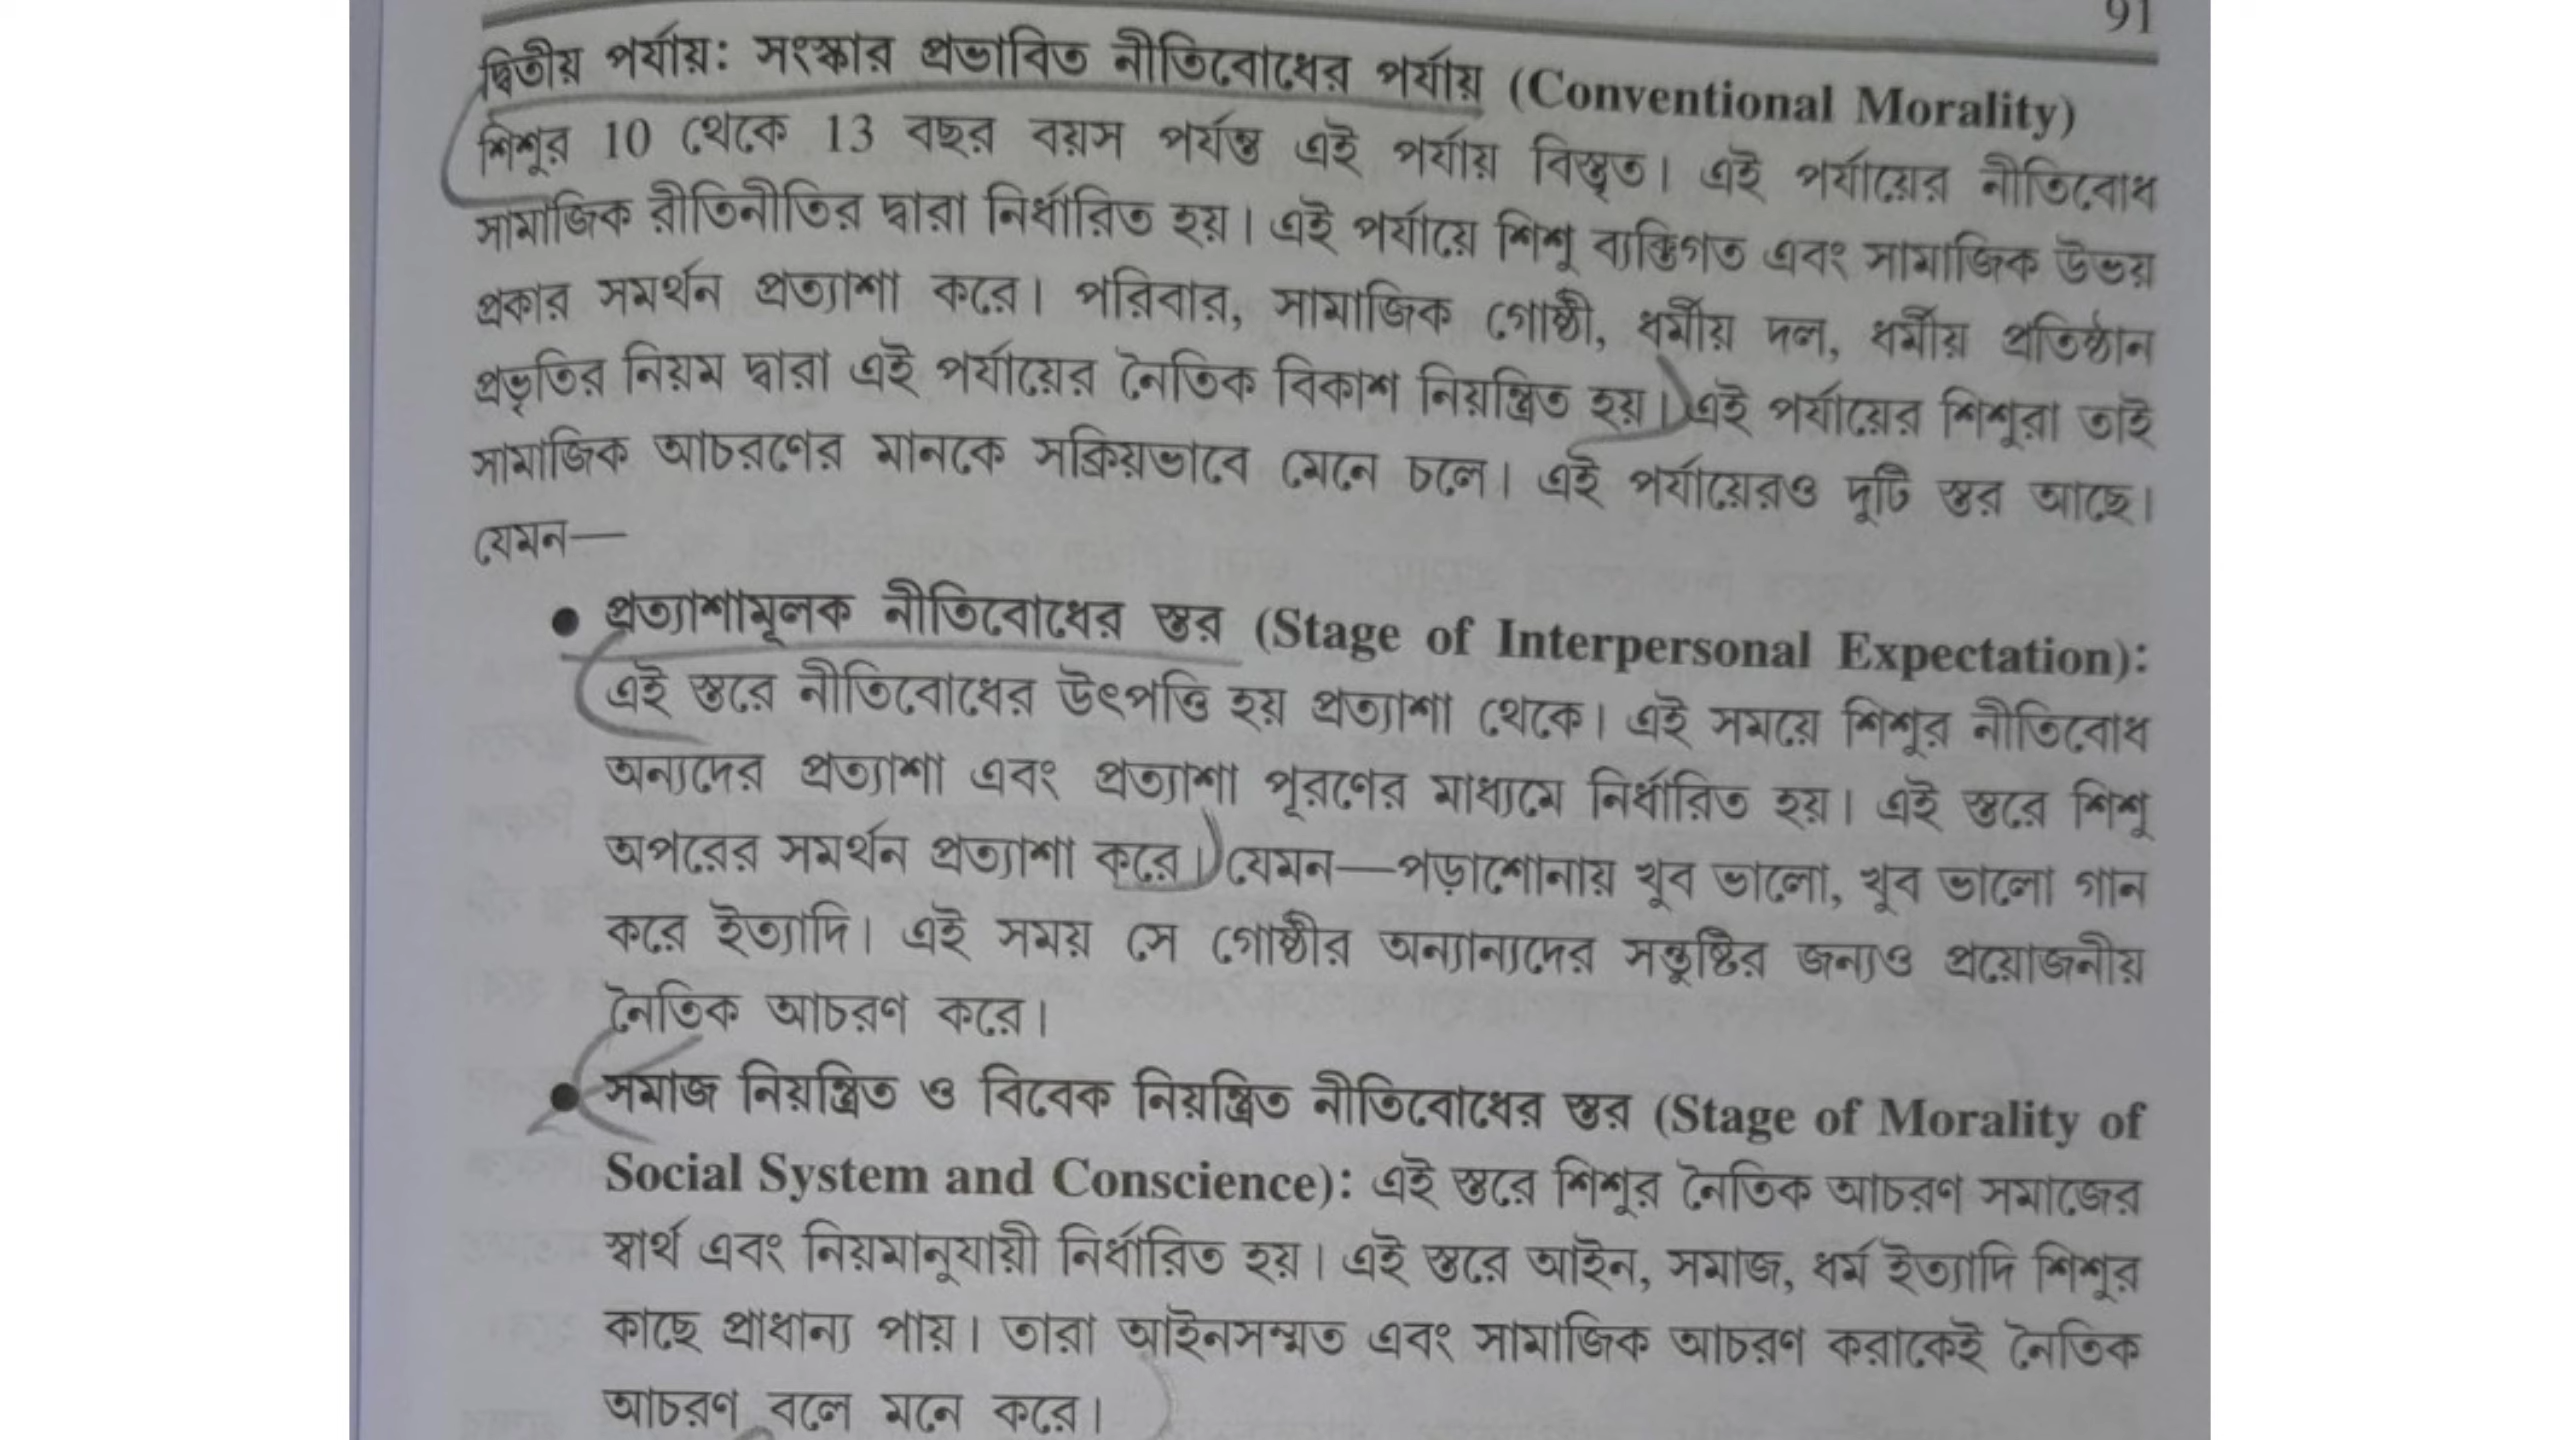 91
দ্বিতীয় পর্যায়: সংস্কার প্রভাবিত নীতিবোধের পর্যায় (Conventional Morality)
শিশুর 10 থেকে 13 বছর বয়স পর্যন্ত এই পর্যায় বিস্তৃত। এই পর্যায়ের নীতিবোধ
সামাজিক রীতিনীতির দ্বারা নির্ধারিত হয়। এই পর্যায়ে শিশু ব্যক্তিগত এবং সামাজিক উভয়
প্রকার সমর্থন প্রত্যাশা করে। পরিবার, সামাজিক গোষ্ঠী, ধর্মীয় দল, ধর্মীয় প্রতিষ্ঠান
প্রভৃতির নিয়ম দ্বারা এই পর্যায়ের নৈতিক বিকাশ নিয়ন্ত্রিত হয়। এই পর্যায়ের শিশুরা তাই
সামাজিক আচরণের মানকে সক্রিয়ভাবে মেনে চলে। এই পর্যায়েরও দুটি স্তর আছে।
যেমন—
● প্রত্যাশামূলক নীতিবোধের স্তর (Stage of Interpersonal Expectation):
এই স্তরে নীতিবোধের উৎপত্তি হয় প্রত্যাশা থেকে। এই সময়ে শিশুর নীতিবোধ
অন্যদের প্রত্যাশা এবং প্রত্যাশা পূরণের মাধ্যমে নির্ধারিত হয়। এই স্তরে শিশু
অপরের সমর্থন প্রত্যাশা করে। যেমন—পড়াশোনায় খুব ভালো, খুব ভালো গান
করে ইত্যাদি। এই সময় সে গোষ্ঠীর অন্যান্যদের সন্তুষ্টির জন্যও প্রয়োজনীয়
নৈতিক আচরণ করে।
● সমাজ নিয়ন্ত্রিত ও বিবেক নিয়ন্ত্রিত নীতিবোধের স্তর (Stage of Morality of
Social System and Conscience): এই স্তরে শিশুর নৈতিক আচরণ সমাজের
স্বার্থ এবং নিয়মানুযায়ী নির্ধারিত হয়। এই স্তরে আইন, সমাজ, ধর্ম ইত্যাদি শিশুর
কাছে প্রাধান্য পায়। তারা আইনসম্মত এবং সামাজিক আচরণ করাকেই নৈতিক
আচরণ বলে মনে করে।